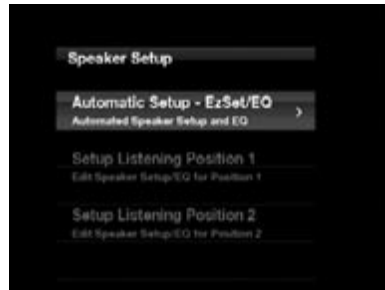 Speaker Setup
Automatic Setup - EzSet/EQ
Automated Speaker Setup and EQ
Setup Listening Position 1
Edit Speaker Setup/EQ for Position 1
Setup Listening Position 2
Edit Speaker Setup/EQ for Position 2